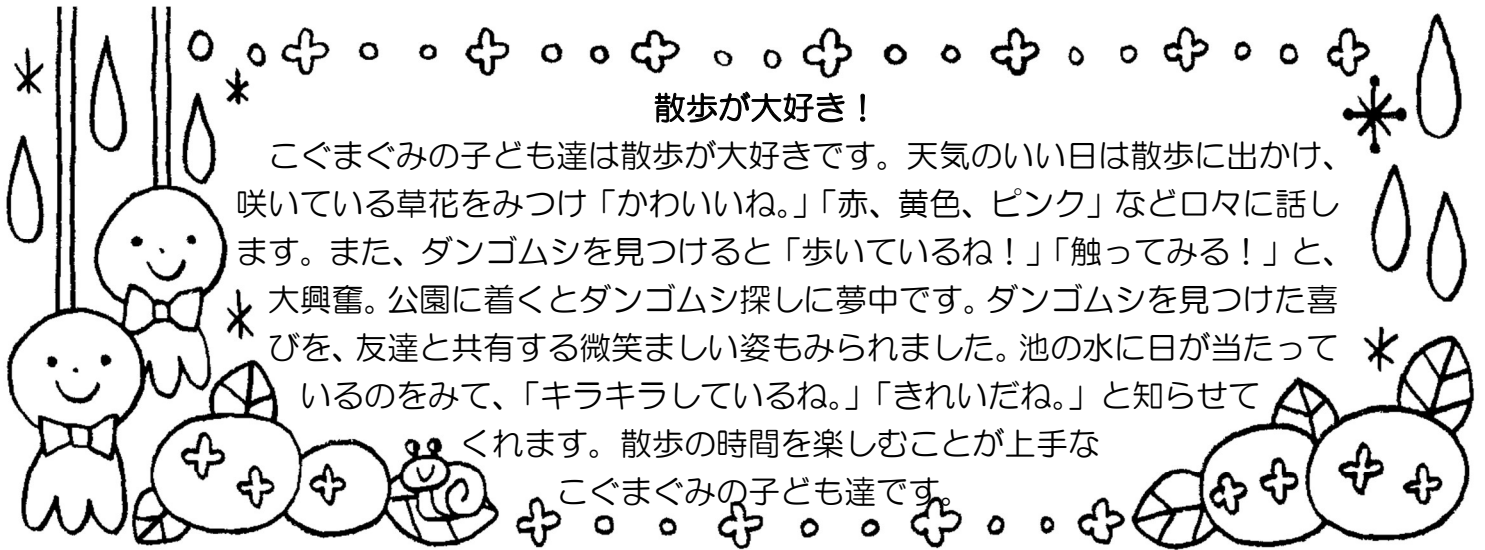 散歩が大好き！
こぐまぐみの子ども達は散歩が大好きです。天気のいい日は散歩に出かけ、
咲いている草花をみつけ「かわいいね。」「赤、黄色、ピンク」など口々に話し
ます。また、ダンゴムシを見つけると「歩いているね！」「触ってみる！」と、
大興奮。公園に着くとダンゴムシ探しに夢中です。ダンゴムシを見つけた喜
びを、友達と共有する微笑ましい姿もみられました。池の水に日が当たって
いるのをみて、「キラキラしているね。」「きれいだね。」と知らせて
くれます。散歩の時間を楽しむことが上手な
こぐまぐみの子ども達です。